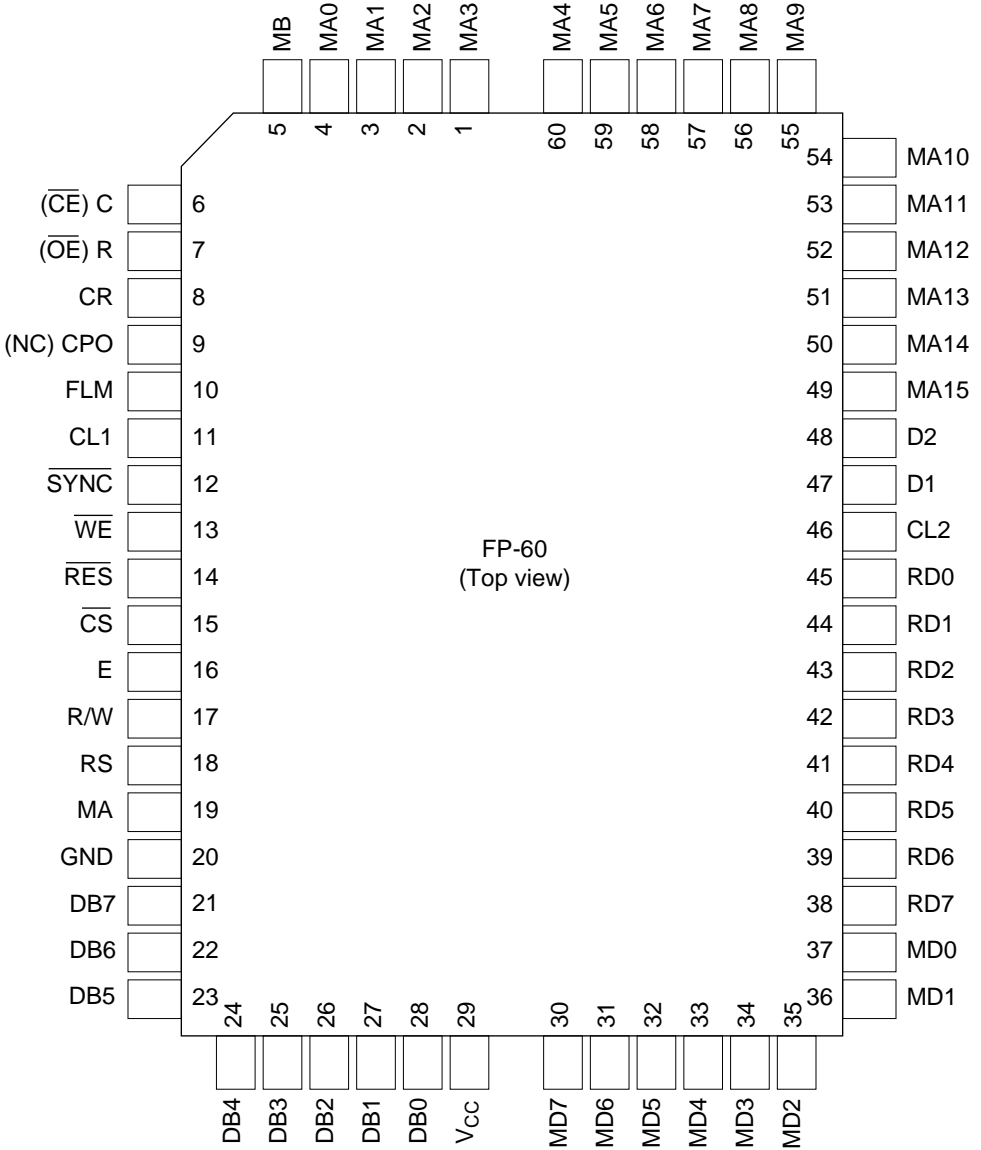 MB MA0 MA1 MA2 MA3 MA4 MA5 MA6 MA7 MA8 MA9
5 4 3 2 1 60 59 58 57 56 55
54 MA10
(C̅E̅) C 6 53 MA11
(O̅E̅) R 7 52 MA12
CR 8 51 MA13
(NC) CPO 9 50 MA14
FLM 10 49 MA15
CL1 11 48 D2
S̅Y̅N̅C̅ 12 47 D1
W̅E̅ 13 46 CL2
FP-60
(Top view)
R̅E̅S̅ 14 45 RD0
C̅S̅ 15 44 RD1
E 16 43 RD2
R/W 17 42 RD3
RS 18 41 RD4
MA 19 40 RD5
GND 20 39 RD6
DB7 21 38 RD7
DB6 22 37 MD0
DB5 23 36 MD1
24 25 26 27 28 29 30 31 32 33 34 35
DB4 DB3 DB2 DB1 DB0 VCC MD7 MD6 MD5 MD4 MD3 MD2